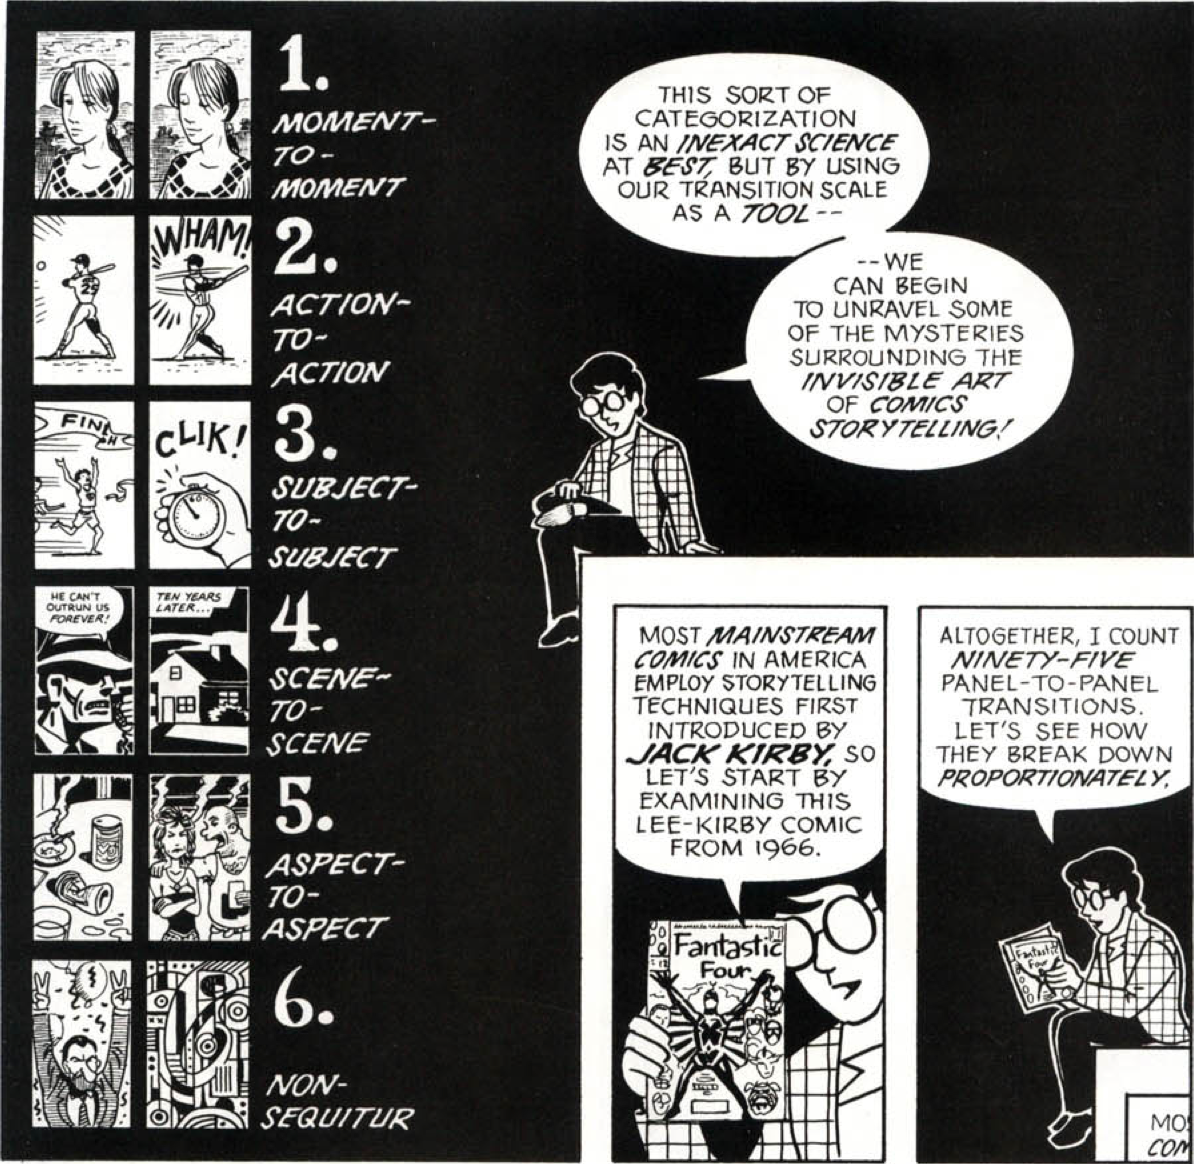 1.
MOMENT-
TO-
MOMENT
WHAM!
2.
ACTION-
TO-
ACTION
FINI
SH
CLIK!
3.
SUBJECT-
TO-
SUBJECT
HE CAN'T
OUTRUN US
FOREVER!
TEN YEARS
LATER...
4.
SCENE-
TO-
SCENE
5.
ASPECT-
TO-
ASPECT
6.
NON-
SEQUITUR
THIS SORT OF
CATEGORIZATION
IS AN INEXACT SCIENCE
AT BEST, BUT BY USING
OUR TRANSITION SCALE
AS A TOOL --
--WE
CAN BEGIN
TO UNRAVEL SOME
OF THE MYSTERIES
SURROUNDING THE
INVISIBLE ART
OF COMICS
STORYTELLING!
MOST MAINSTREAM
COMICS IN AMERICA
EMPLOY STORYTELLING
TECHNIQUES FIRST
INTRODUCED BY
JACK KIRBY, SO
LET'S START BY
EXAMINING THIS
LEE-KIRBY COMIC
FROM 1966.
Fantastic
Four
ALTOGETHER, I COUNT
NINETY-FIVE
PANEL-TO-PANEL
TRANSITIONS.
LET'S SEE HOW
THEY BREAK DOWN
PROPORTIONATELY.
Fantastic
Four
MOS
COM